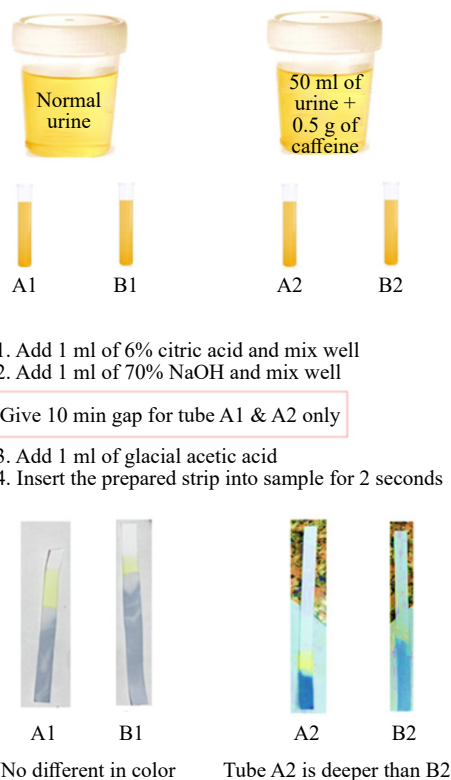 Normal
urine
50 ml of
urine +
0.5 g of
caffeine
A1
B1
A2
B2
1. Add 1 ml of 6% citric acid and mix well
2. Add 1 ml of 70% NaOH and mix well
Give 10 min gap for tube A1 & A2 only
3. Add 1 ml of glacial acetic acid
4. Insert the prepared strip into sample for 2 seconds
A1
B1
A2
B2
No different in color
Tube A2 is deeper than B2